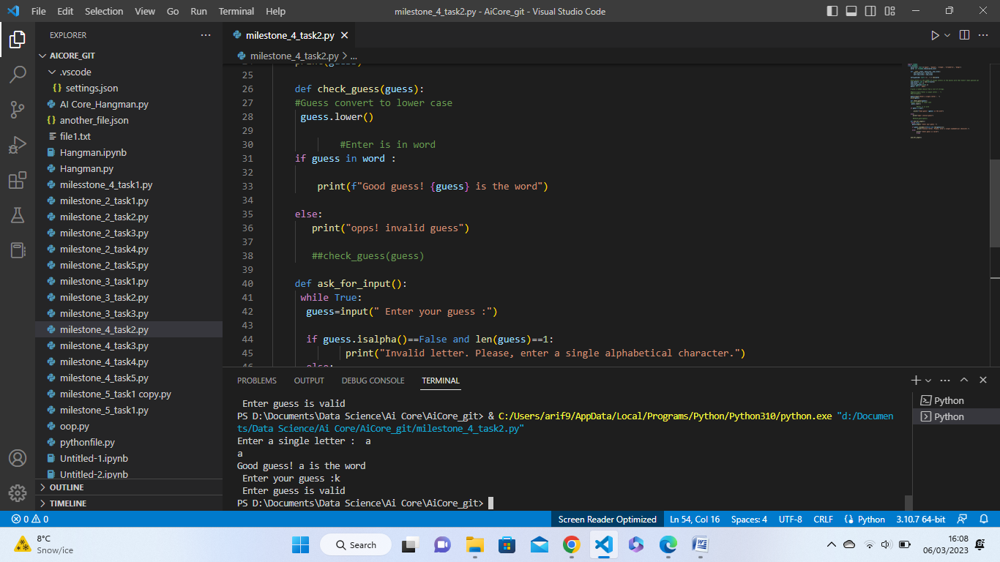 File Edit Selection View Go Run Terminal Help
milestone_4_task2.py - AiCore_git - Visual Studio Code
EXPLORER
AICORE_GIT
.vscode
{} settings.json
AI Core_Hangman.py
{} another_file.json
file1.txt
Hangman.ipynb
Hangman.py
milesstone_4_task1.py
milestone_2_task1.py
milestone_2_task2.py
milestone_2_task3.py
milestone_2_task4.py
milestone_2_task5.py
milestone_3_task1.py
milestone_3_task2.py
milestone_3_task3.py
milestone_4_task2.py
milestone_4_task3.py
milestone_4_task4.py
milestone_4_task5.py
milestone_5_task1 copy.py
milestone_5_task1.py
oop.py
pythonfile.py
Untitled-1.ipynb
Untitled-2.ipynb
OUTLINE
TIMELINE
milestone_4_task2.py
milestone_4_task2.py > ...
24 print(guess)
25
26 def check_guess(guess):
27 #Guess convert to lower case
28 guess.lower()
29
30 #Enter is in word
31 if guess in word :
32
33 print(f"Good guess! {guess} is the word")
34
35 else:
36 print("opps! invalid guess")
37
38 ##check_guess(guess)
39
40 def ask_for_input():
41 while True:
42 guess=input(" Enter your guess :")
43
44 if guess.isalpha()==False and len(guess)==1:
45 print("Invalid letter. Please, enter a single alphabetical character.")
46 else:
PROBLEMS OUTPUT DEBUG CONSOLE TERMINAL
Enter guess is valid
PS D:\Documents\Data Science\Ai Core\AiCore_git> & C:/Users/arif9/AppData/Local/Programs/Python/Python310/python.exe "d:/Documen
ts/Data Science/Ai Core/AiCore_git/milestone_4_task2.py"
Enter a single letter :  a
a
Good guess! a is the word
Enter your guess :k
Enter guess is valid
PS D:\Documents\Data Science\Ai Core\AiCore_git>
Python
Python
0 0
Screen Reader Optimized Ln 54, Col 16 Spaces: 4 UTF-8 CRLF {} Python 3.10.7 64-bit
8°C
Snow/ice
Search
16:08
06/03/2023